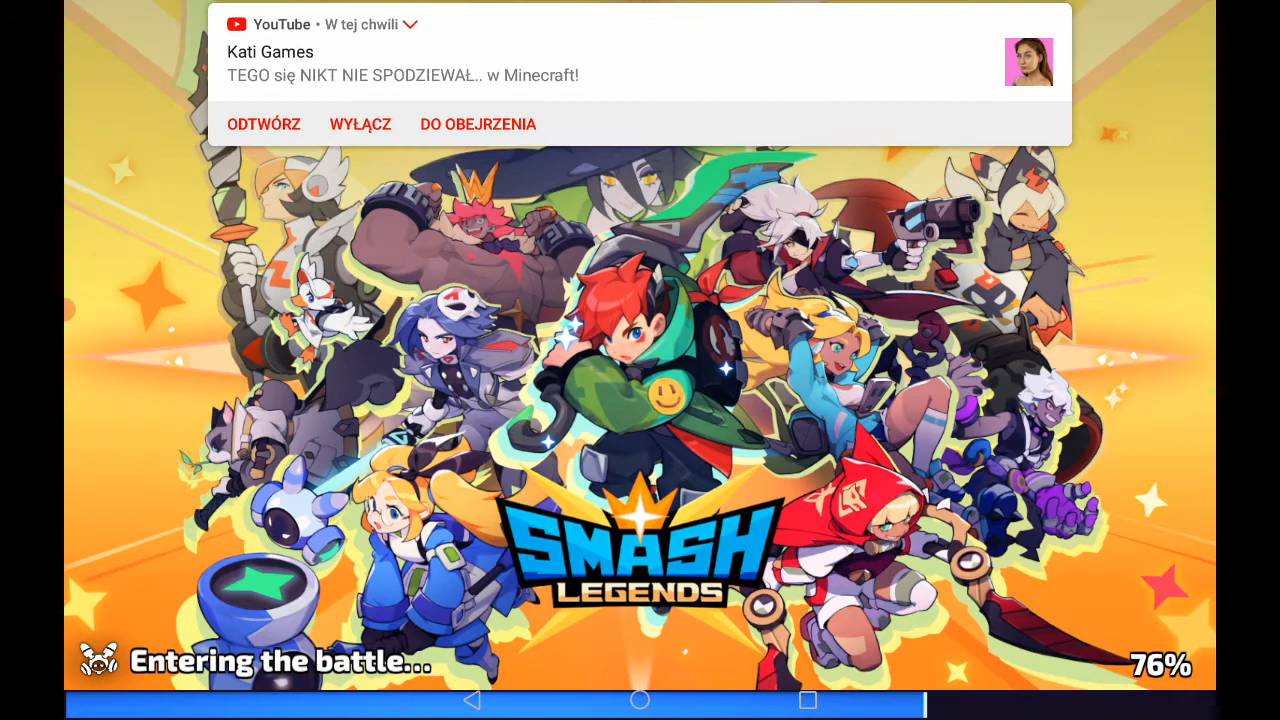 YouTube • W tej chwili
Kati Games
TEGO się NIKT NIE SPODZIEWAŁ.. w Minecraft!
ODTWÓRZ WYŁĄCZ DO OBEJRZENIA
SMASH
LEGENDS
Entering the battle... 76%